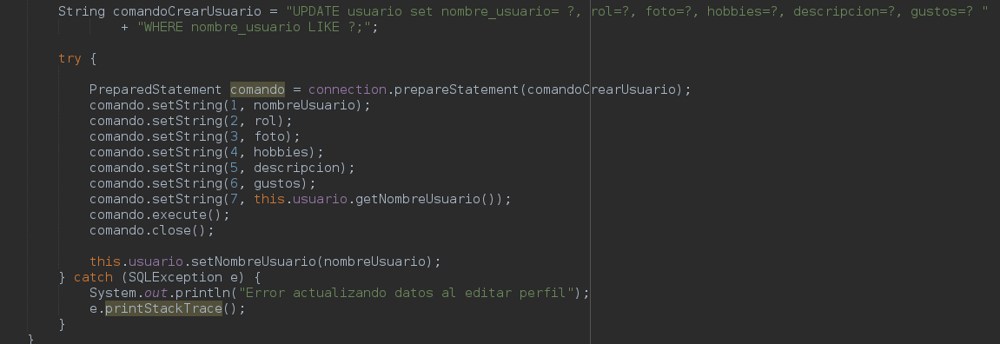 String comandoCrearUsuario = "UPDATE usuario set nombre_usuario= ?, rol=?, foto=?, hobbies=?, descripcion=?, gustos=? "
+ "WHERE nombre_usuario LIKE ?;";
try {
PreparedStatement comando = connection.prepareStatement(comandoCrearUsuario);
comando.setString(1, nombreUsuario);
comando.setString(2, rol);
comando.setString(3, foto);
comando.setString(4, hobbies);
comando.setString(5, descripcion);
comando.setString(6, gustos);
comando.setString(7, this.usuario.getNombreUsuario());
comando.execute();
comando.close();
this.usuario.setNombreUsuario(nombreUsuario);
} catch (SQLException e) {
System.out.println("Error actualizando datos al editar perfil");
e.printStackTrace();
}
}